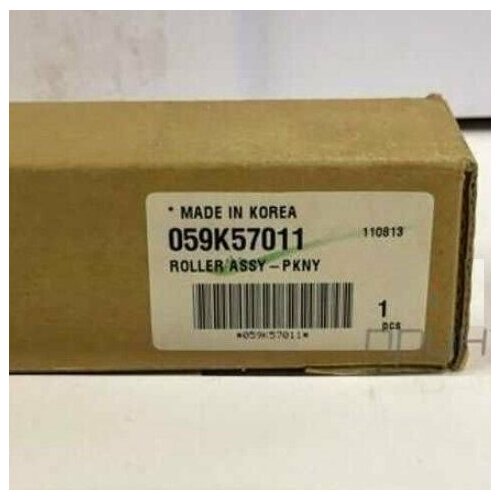 * MADE IN KOREA
059K57011 110813
ROLLER ASSY-PKNY
1
pcs
*059K57011*